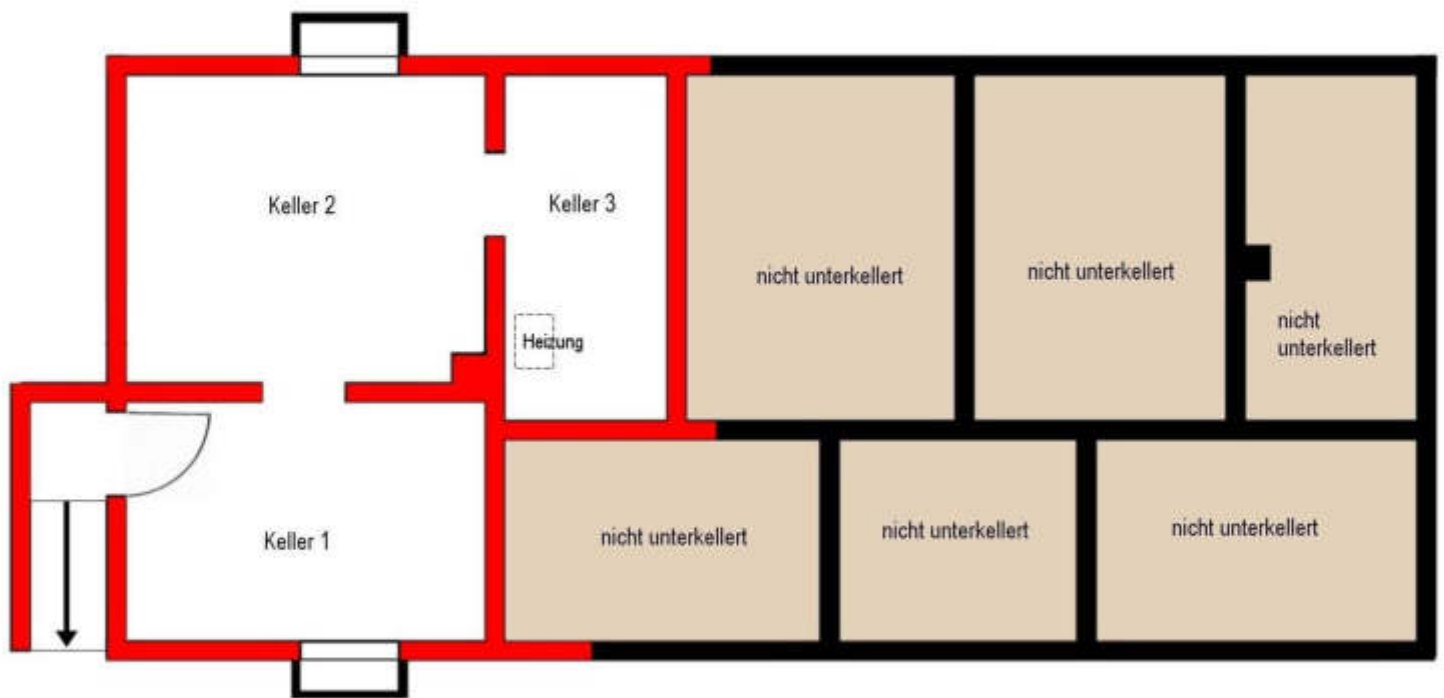 Keller 2
Keller 3
nicht unterkellert
nicht unterkellert
nicht
unterkellert
Heizung
Keller 1
nicht unterkellert
nicht unterkellert
nicht unterkellert